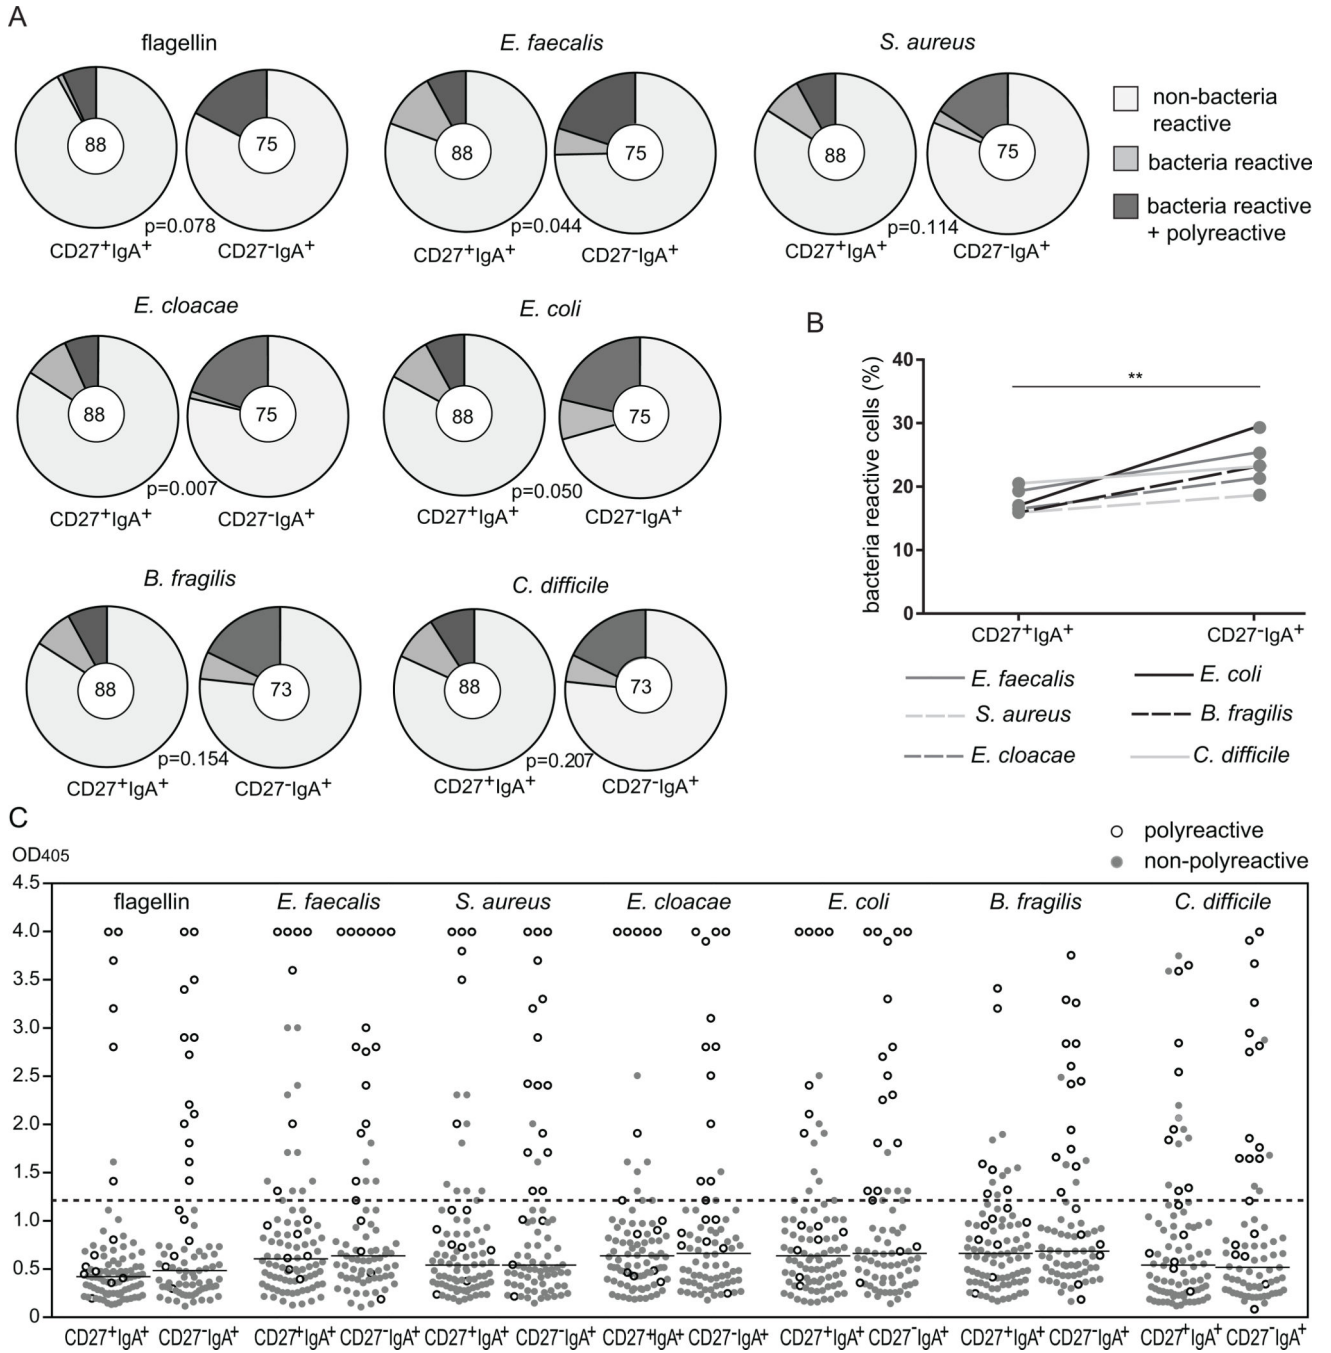 A
flagellin
E. faecalis
S. aureus
88
75
88
75
88
75
non-bacteria
reactive
bacteria reactive
bacteria reactive
+ polyreactive
p=0.078
p=0.044
p=0.114
CD27+IgA+
CD27-IgA+
CD27+IgA+
CD27-IgA+
CD27+IgA+
CD27-IgA+
E. cloacae
E. coli
88
75
88
75
p=0.007
p=0.050
CD27+IgA+
CD27-IgA+
CD27+IgA+
CD27-IgA+
B. fragilis
C. difficile
88
73
88
73
p=0.154
p=0.207
CD27+IgA+
CD27-IgA+
CD27+IgA+
CD27-IgA+
B
bacteria reactive cells (%)
40
30
20
10
0
**
CD27+IgA+
CD27-IgA+
E. faecalis
E. coli
S. aureus
B. fragilis
E. cloacae
C. difficile
C
polyreactive
non-polyreactive
OD405
4.5
4.0
3.5
3.0
2.5
2.0
1.5
1.0
0.5
0
flagellin
E. faecalis
S. aureus
E. cloacae
E. coli
B. fragilis
C. difficile
CD27+IgA+
CD27-IgA+
CD27+IgA+
CD27-IgA+
CD27+IgA+
CD27-IgA+
CD27+IgA+
CD27-IgA+
CD27+IgA+
CD27-IgA+
CD27+IgA+
CD27-IgA+
CD27+IgA+
CD27-IgA+